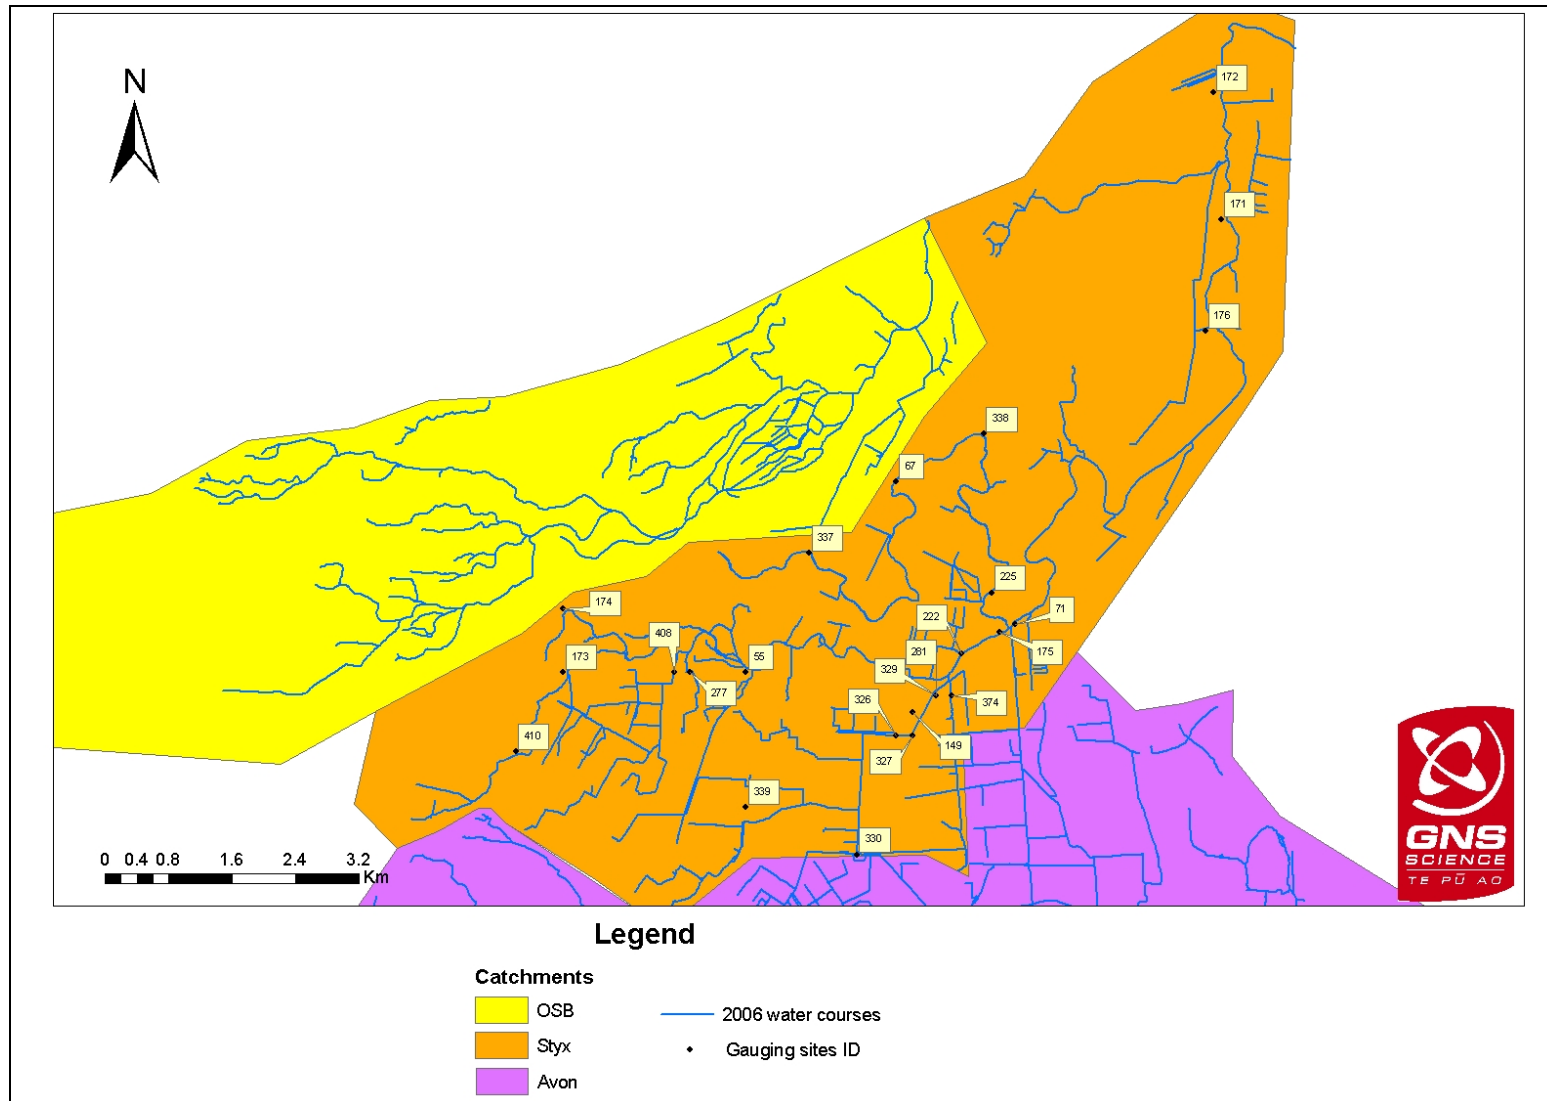 N
172
171
176
338
67
337
225
174
222
71
408
173
55
281
175
329
277
326
374
410
149
327
339
330
0 0.4 0.8 1.6 2.4 3.2
Km
GNS
SCIENCE
TE PŪ AO
Legend
Catchments
OSB
2006 water courses
Styx
Gauging sites ID
Avon